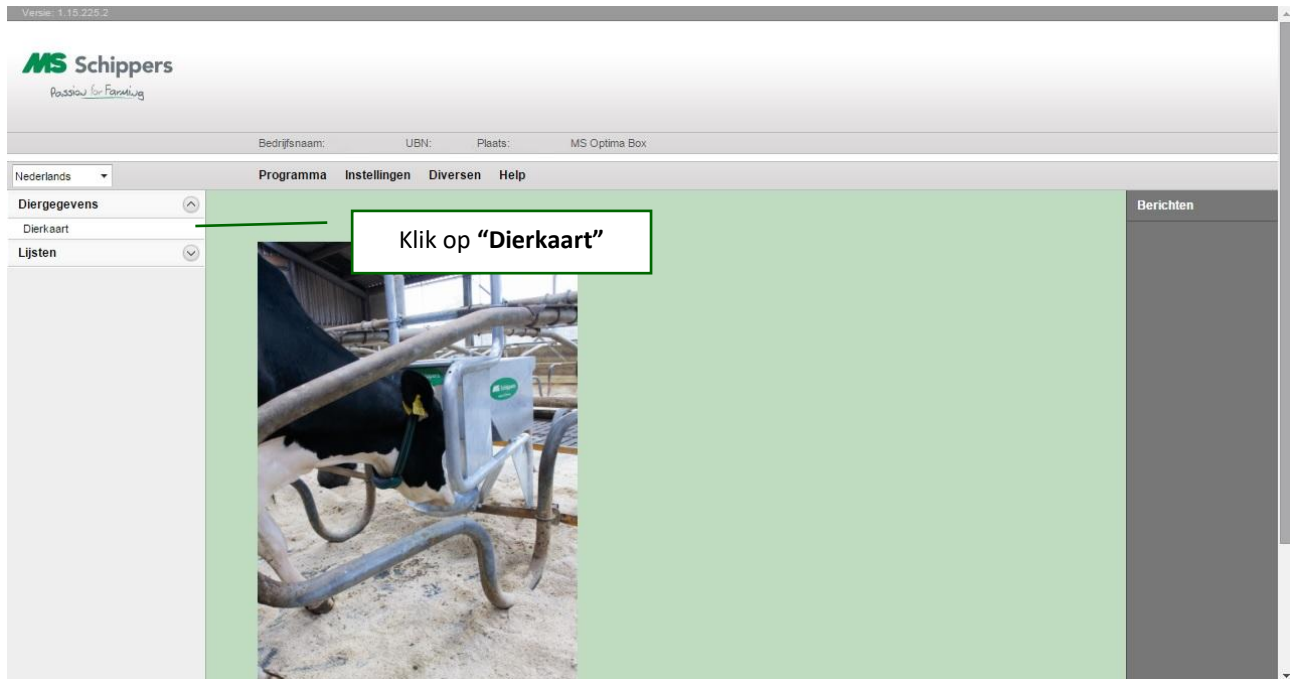 Versie: 1.15.225.2
MS Schippers
Passion for Farming
Bedrijfsnaam: UBN: Plaats: MS Optima Box
Nederlands Programma Instellingen Diversen Help
Diergegevens
Berichten
Dierkaart
Klik op “Dierkaart”
Lijsten